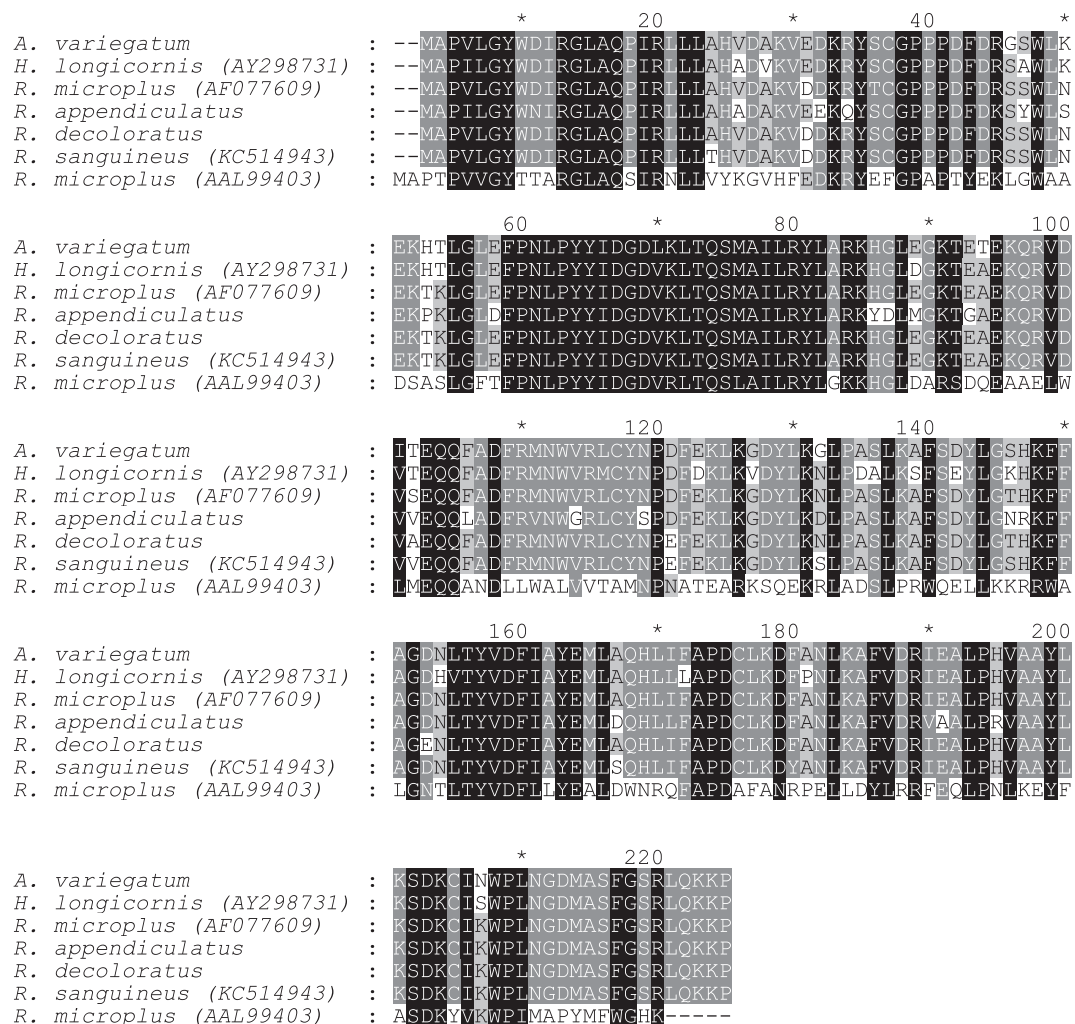 * 20 * 40 *
A. variegatum : --MAPVLGYWDIRGLAQPIRLLLAHVDAKVEDKRYSCGPPPDFDRGSWLK
H. longicornis (AY298731) : --MAPILGYWDIRGLAQPIRLLLAHADVKVEDKRYSCGPPPDFDRSAWLK
R. microplus (AF077609) : --MAPVLGYWDIRGLAQPIRLLLAHVDAKVDDKRYTCGPPPDFDRSSWLN
R. appendiculatus : --MAPILGYWNIRGLAQPIRLLLAHADAKVEEKQYSCGPPPDFDRSYWLS
R. decoloratus : --MAPVLGYWDIRGLAQPIRLLLAHVDAKVDDKRYSCGPPPDFDRSSWLN
R. sanguineus (KC514943) : --MAPVLGYWDIRGLAQPIRLLLTHVDAKVDDKRYSCGPPPDFDRSSWLN
R. microplus (AAL99403) : MAPTPVVGYTTARGLAQSIRNLLVYKGVHFEDKRYEFGPAPTYEKLGWAA
60 * 80 * 100
A. variegatum : EKHTLGLEFPNLPYYIDGDLKLTQSMAILRYLARKHGLEGKTETEKQRVD
H. longicornis (AY298731) : EKHTLGLEFPNLPYYIDGDVKLTQSMAILRYLARKHGLDGKTEAEKQRVD
R. microplus (AF077609) : EKTKLGLEFPNLPYYIDGDVKLTQSMAILRYLARKHGLEGKTEAEKQRVD
R. appendiculatus : EKPKLGLDFPNLPYYIDGDVKLTQSMAILRYLARKYDLMGKTGAEKQRVD
R. decoloratus : EKTKLGLEFPNLPYYIDGDVKLTQSMAILRYLARKHGLEGKTEAEKQRVD
R. sanguineus (KC514943) : EKTKLGLEFPNLPYYIDGDVKLTQSMAILRYLARKHGLEGKTEAEKQRVD
R. microplus (AAL99403) : DSASLGFTFPNLPYYIDGDVRLTQSLAILRYLGKKHGLDARSDQEAAELW
* 120 * 140 *
A. variegatum : ITEQQFADFRMNWVRLCYNPDFEKLKGDYLKGLPASLKAFSDYLGSHKFF
H. longicornis (AY298731) : VTEQQFADFRMNWVRMCYNPDFDKLKVDYLKNLPDALKSFSEYLGKHKFF
R. microplus (AF077609) : VSEQQFADFRMNWVRLCYNPDFEKLKGDYLKNLPASLKAFSDYLGTHKFF
R. appendiculatus : VVEQQLADFRVNWGRLCYSPDFEKLKGDYLKDLPASLKAFSDYLGNRKFF
R. decoloratus : VAEQQFADFRMNWVRLCYNPEFEKLKGDYLKNLPASLKAFSDYLGTHKFF
R. sanguineus (KC514943) : VVEQQFADFRMNWVRLCYNPEFEKLKGDYLKSLPASLKAFSDYLGTHKFF
R. microplus (AAL99403) : LMEQQANDLLWALVVTAMNPNATEARKSQEKRLADSLPRWQELLKKRRWA
160 * 180 * 200
A. variegatum : AGDNLTYVDFIAYEMLAQHLIFAPDCLKDFANLKAFVDRIEALPHVAAYL
H. longicornis (AY298731) : AGDHVTYVDFIAYEMLAQHLLLAPDCLKDFPNLKAFVDRIEALPHVAAYL
R. microplus (AF077609) : AGDNLTYVDFIAYEMLAQHLIFAPDCLKDFANLKAFVDRIEALPHVAAYL
R. appendiculatus : AGDNLTYVDFIAYEMLDQHLLFAPDCLKDFANLKAFVDRVAALPRVAAYL
R. decoloratus : AGENLTYVDFIAYEMLAQHLIFAPDCLKDFANLKAFVDRIEALPHVAAYL
R. sanguineus (KC514943) : AGDNLTYVDFIAYEMLSQHLIFAPDCLKDYANLKAFVDRIEALPHVAAYL
R. microplus (AAL99403) : LGNTLTYVDFLLYEALDWNRQFAPDAFANRPELLDYLRRFEQLPNLKEYF
* 220
A. variegatum : KSDKCINWPLNGDMASFGSRLQKKP
H. longicornis (AY298731) : KSDKCISWPLNGDMASFGSRLQKKP
R. microplus (AF077609) : KSDKCIKWPLNGDMASFGSRLQKKP
R. appendiculatus : KSDKCIKWPLNGDMASFGSRLQKKP
R. decoloratus : KSDKCIKWPLNGDMASFGSRLQKKP
R. sanguineus (KC514943) : KSDKCIKWPLNGDMASFGSRLQKKP
R. microplus (AAL99403) : ASDKYVKWPIMAPYMFWGHK-----